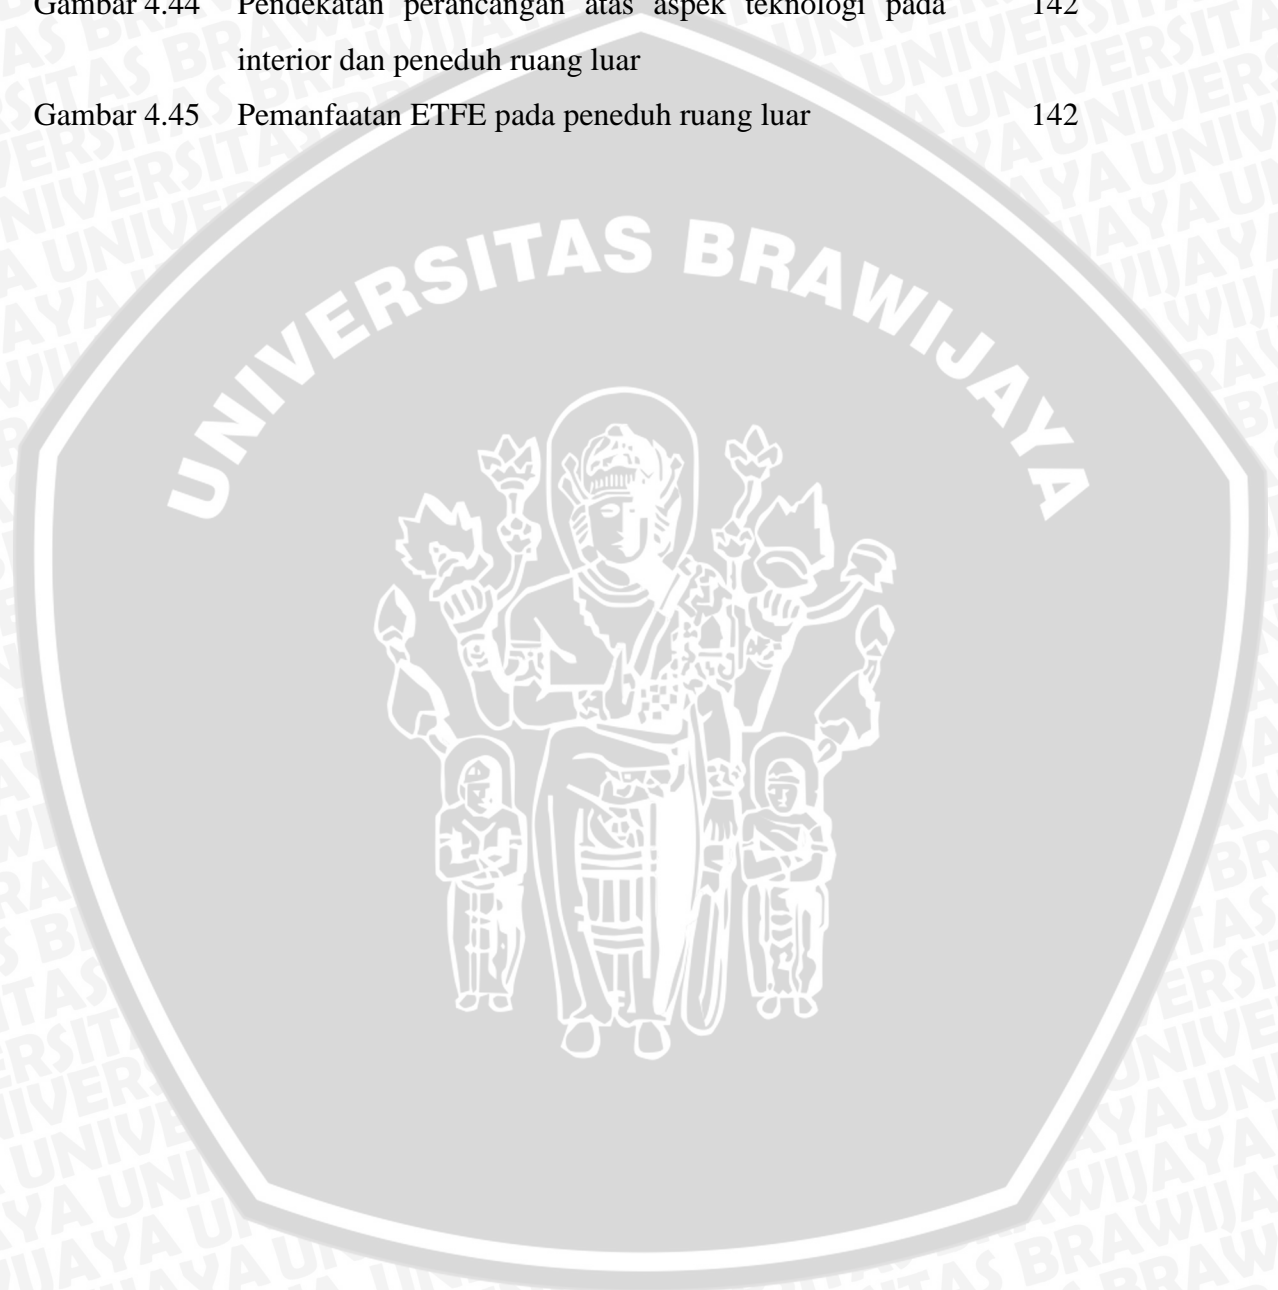 Gambar 4.44 Pendekatan perancangan atas aspek teknologi pada 142
interior dan peneduh ruang luar
Gambar 4.45 Pemanfaatan ETFE pada peneduh ruang luar 142
UNIVERSITAS BRAWIJAYA